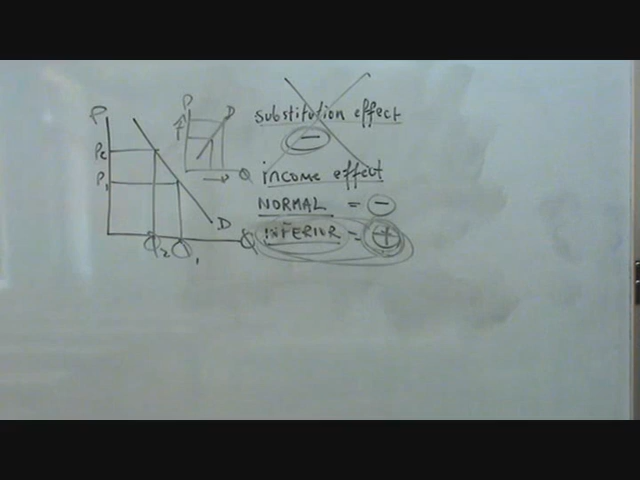 P
P2
P1
D
Q2 Q1 Q
P
D
Q
substitution effect
−
income effect
NORMAL = −
INFERIOR = +